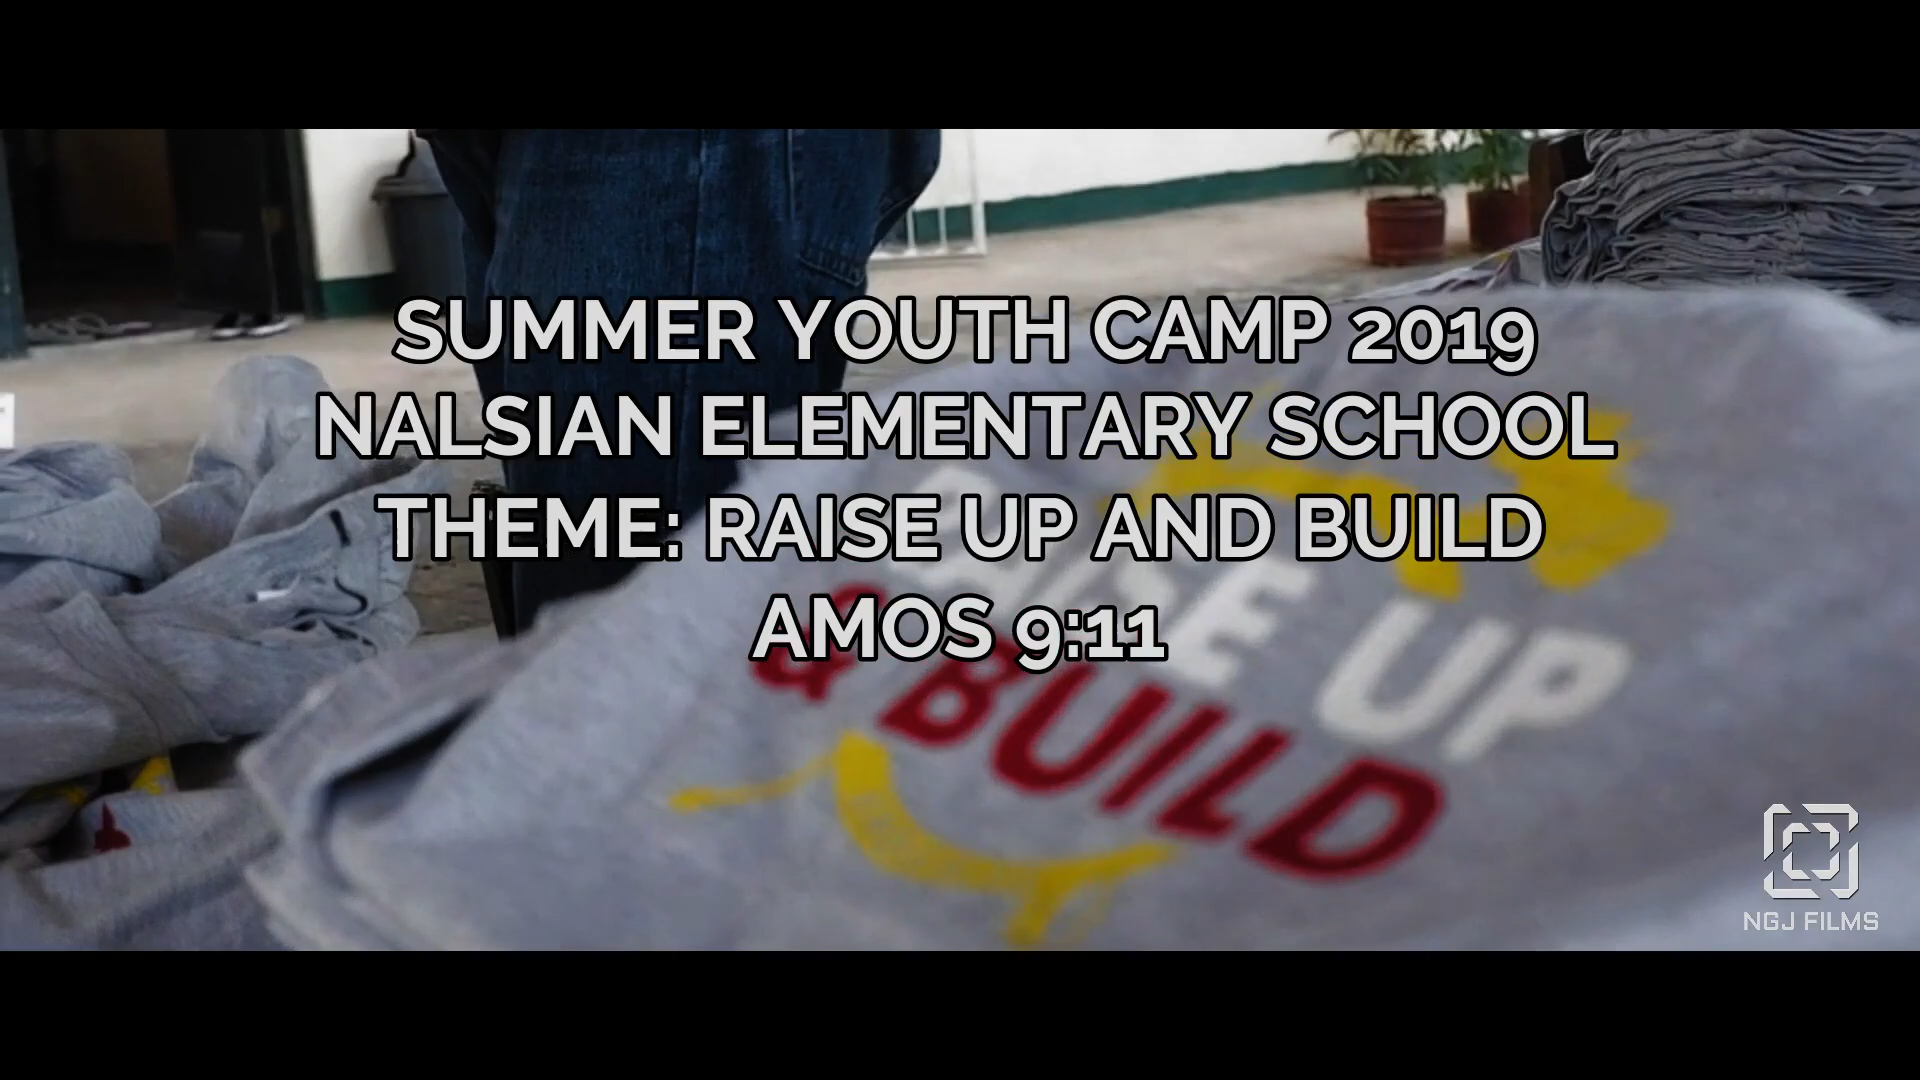 SUMMER YOUTH CAMP 2019
NALSIAN ELEMENTARY SCHOOL
THEME: RAISE UP AND BUILD
AMOS 9:11
RAISE UP
& BUILD
NGJ FILMS